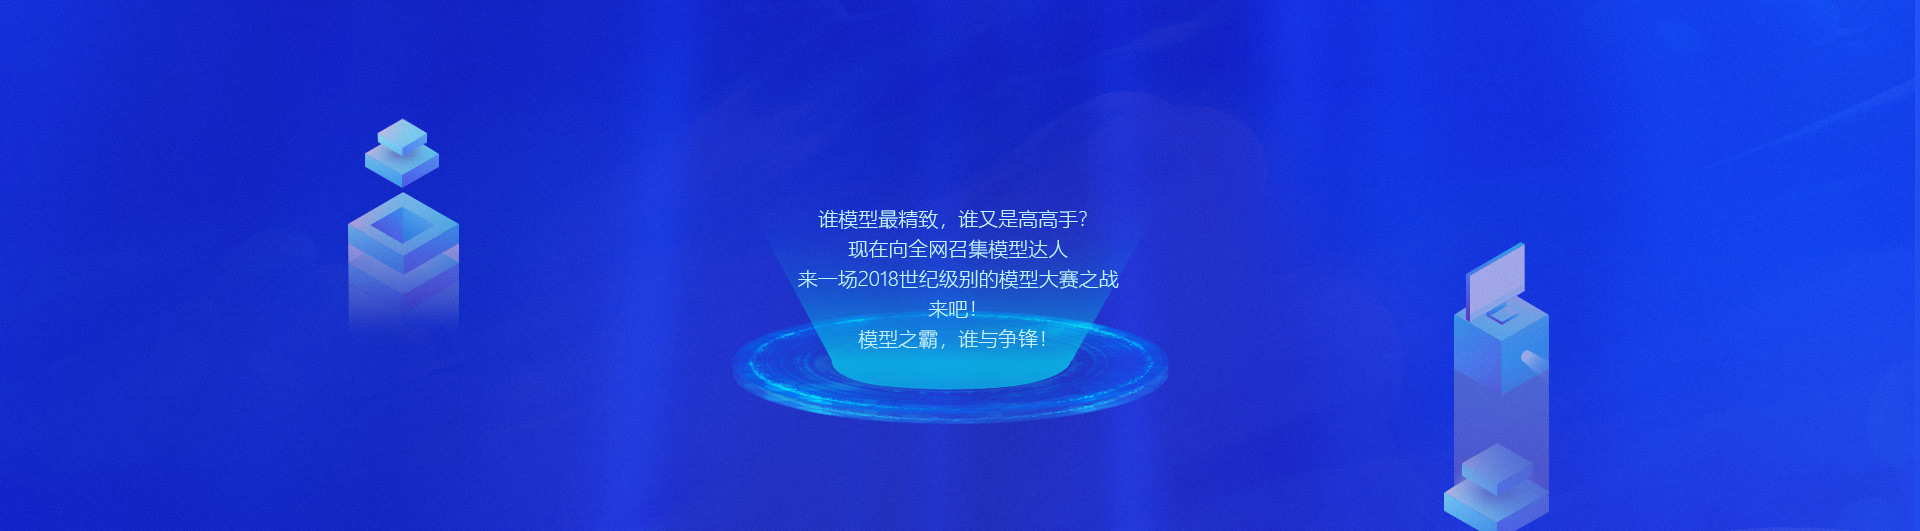 谁模型最精致，谁又是高高手？
现在向全网召集模型达人
来一场2018世纪级别的模型大赛之战
来吧！
模型之霸，谁与争锋！